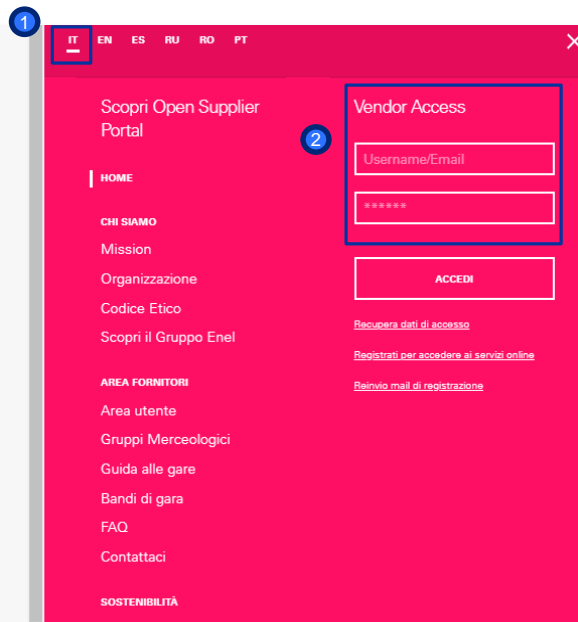 1
IT EN ES RU RO PT
Scopri Open Supplier
Portal
HOME
CHI SIAMO
Mission
Organizzazione
Codice Etico
Scopri il Gruppo Enel
AREA FORNITORI
Area utente
Gruppi Merceologici
Guida alle gare
Bandi di gara
FAQ
Contattaci
SOSTENIBILITÀ
2
Vendor Access
Username/Email
******
ACCEDI
Recupera dati di accesso
Registrati per accedere ai servizi online
Reinvio mail di registrazione